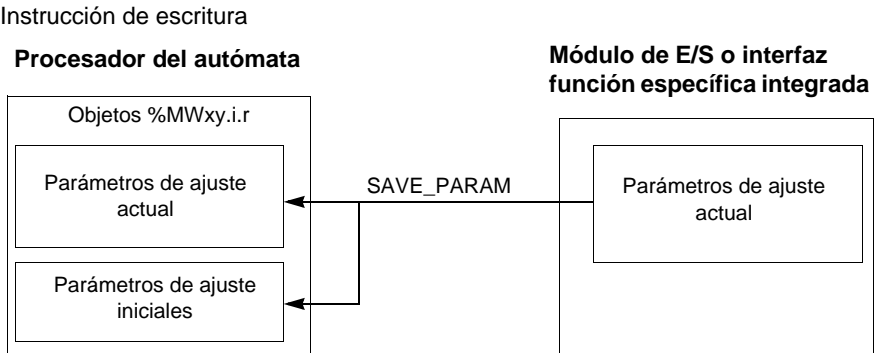 Instrucción de escritura
Procesador del autómata
Módulo de E/S o interfaz
función específica integrada
Objetos %MWxy.i.r
Parámetros de ajuste
actual
SAVE_PARAM
Parámetros de ajuste
actual
Parámetros de ajuste
iniciales